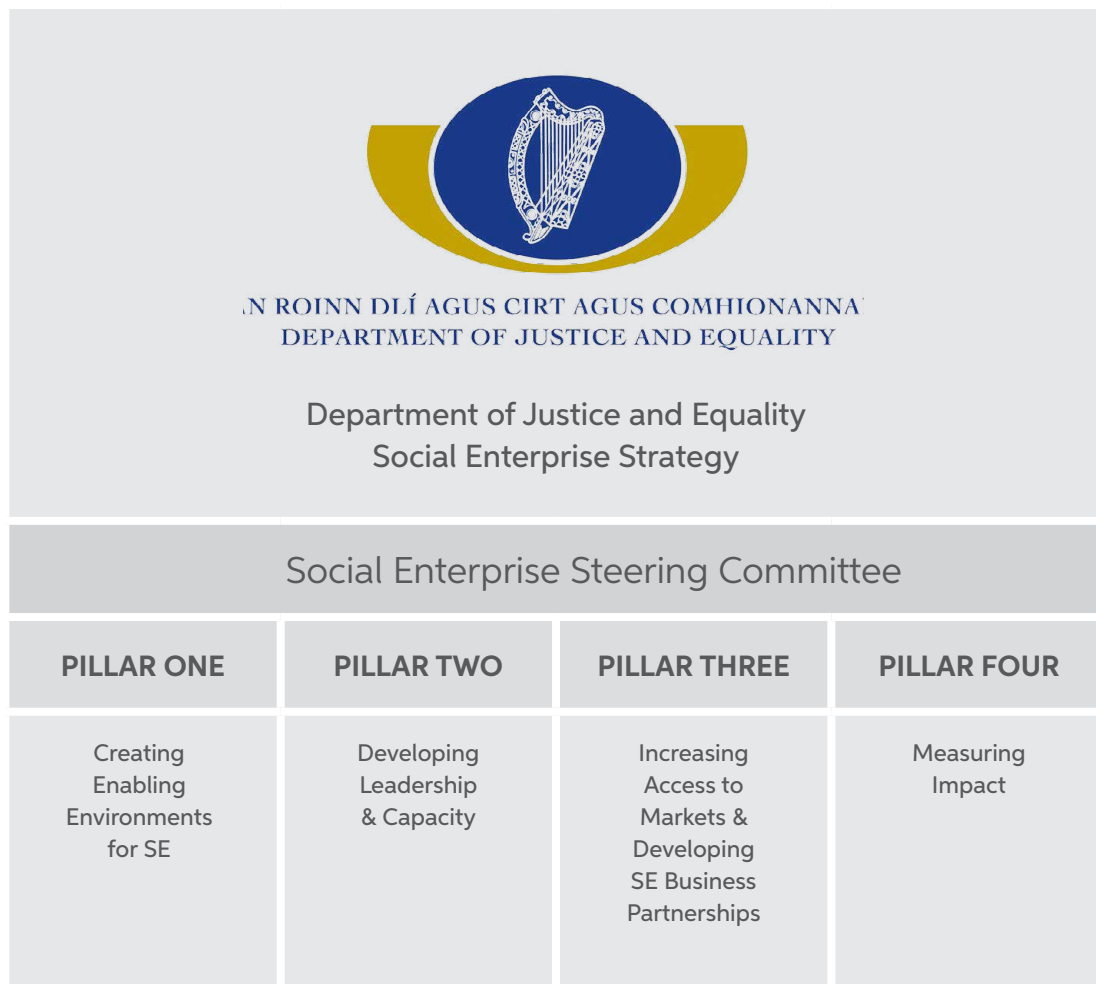 N ROINN DLÍ AGUS CIRT AGUS COMHIONANNA
DEPARTMENT OF JUSTICE AND EQUALITY
Department of Justice and Equality
Social Enterprise Strategy
Social Enterprise Steering Committee
PILLAR ONE
Creating
Enabling
Environments
for SE
PILLAR TWO
Developing
Leadership
& Capacity
PILLAR THREE
Increasing
Access to
Markets &
Developing
SE Business
Partnerships
PILLAR FOUR
Measuring
Impact